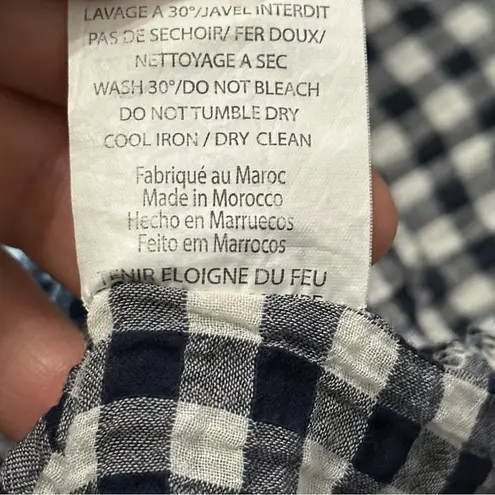 LAVAGE A 30°/JAVEL INTERDIT
PAS DE SECHOIR/ FER DOUX/
NETTOYAGE A SEC
WASH 30°/DO NOT BLEACH
DO NOT TUMBLE DRY
COOL IRON / DRY CLEAN
Fabriqué au Maroc
Made in Morocco
Hecho en Marruecos
Feito em Marrocos
TENIR ELOIGNE DU FEU